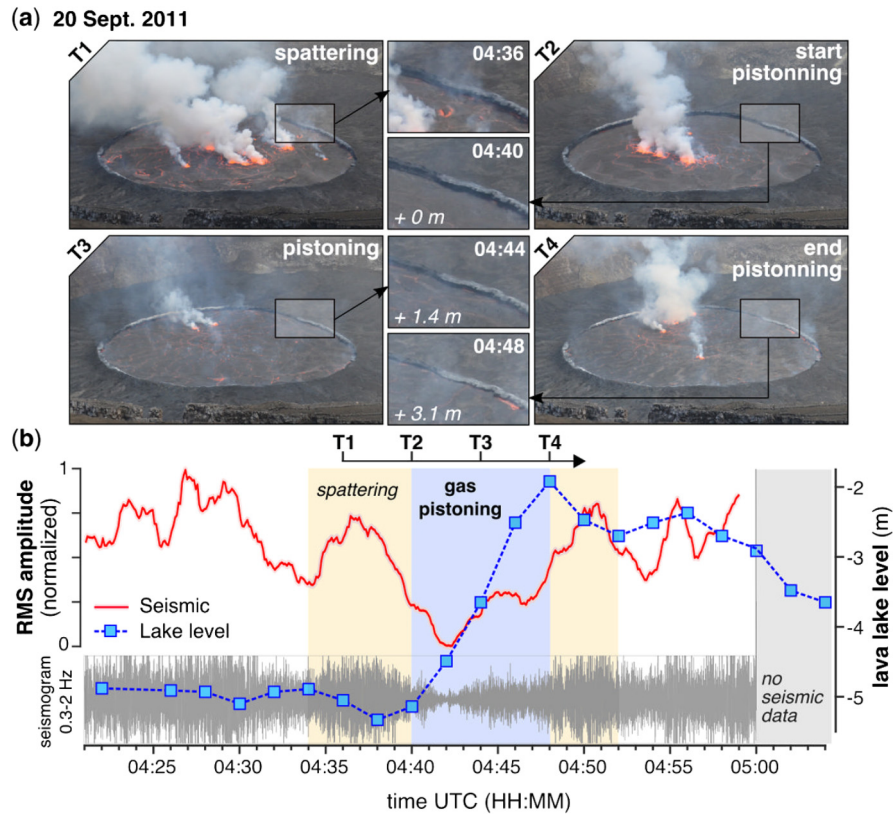 (a) 20 Sept. 2011
T1
spattering
04:36
T2
start
pistonning
04:40
+ 0 m
T3
pistoning
04:44
+ 1.4 m
T4
end
pistonning
04:48
+ 3.1 m
(b)
T1 T2 T3 T4
RMS amplitude
(normalized)
1
0
spattering
gas
pistoning
Seismic
Lake level
seismogram
0.3-2 Hz
no
seismic
data
-2
-3
-4
-5
lava lake level (m)
04:25 04:30 04:35 04:40 04:45 04:50 04:55 05:00
time UTC (HH:MM)